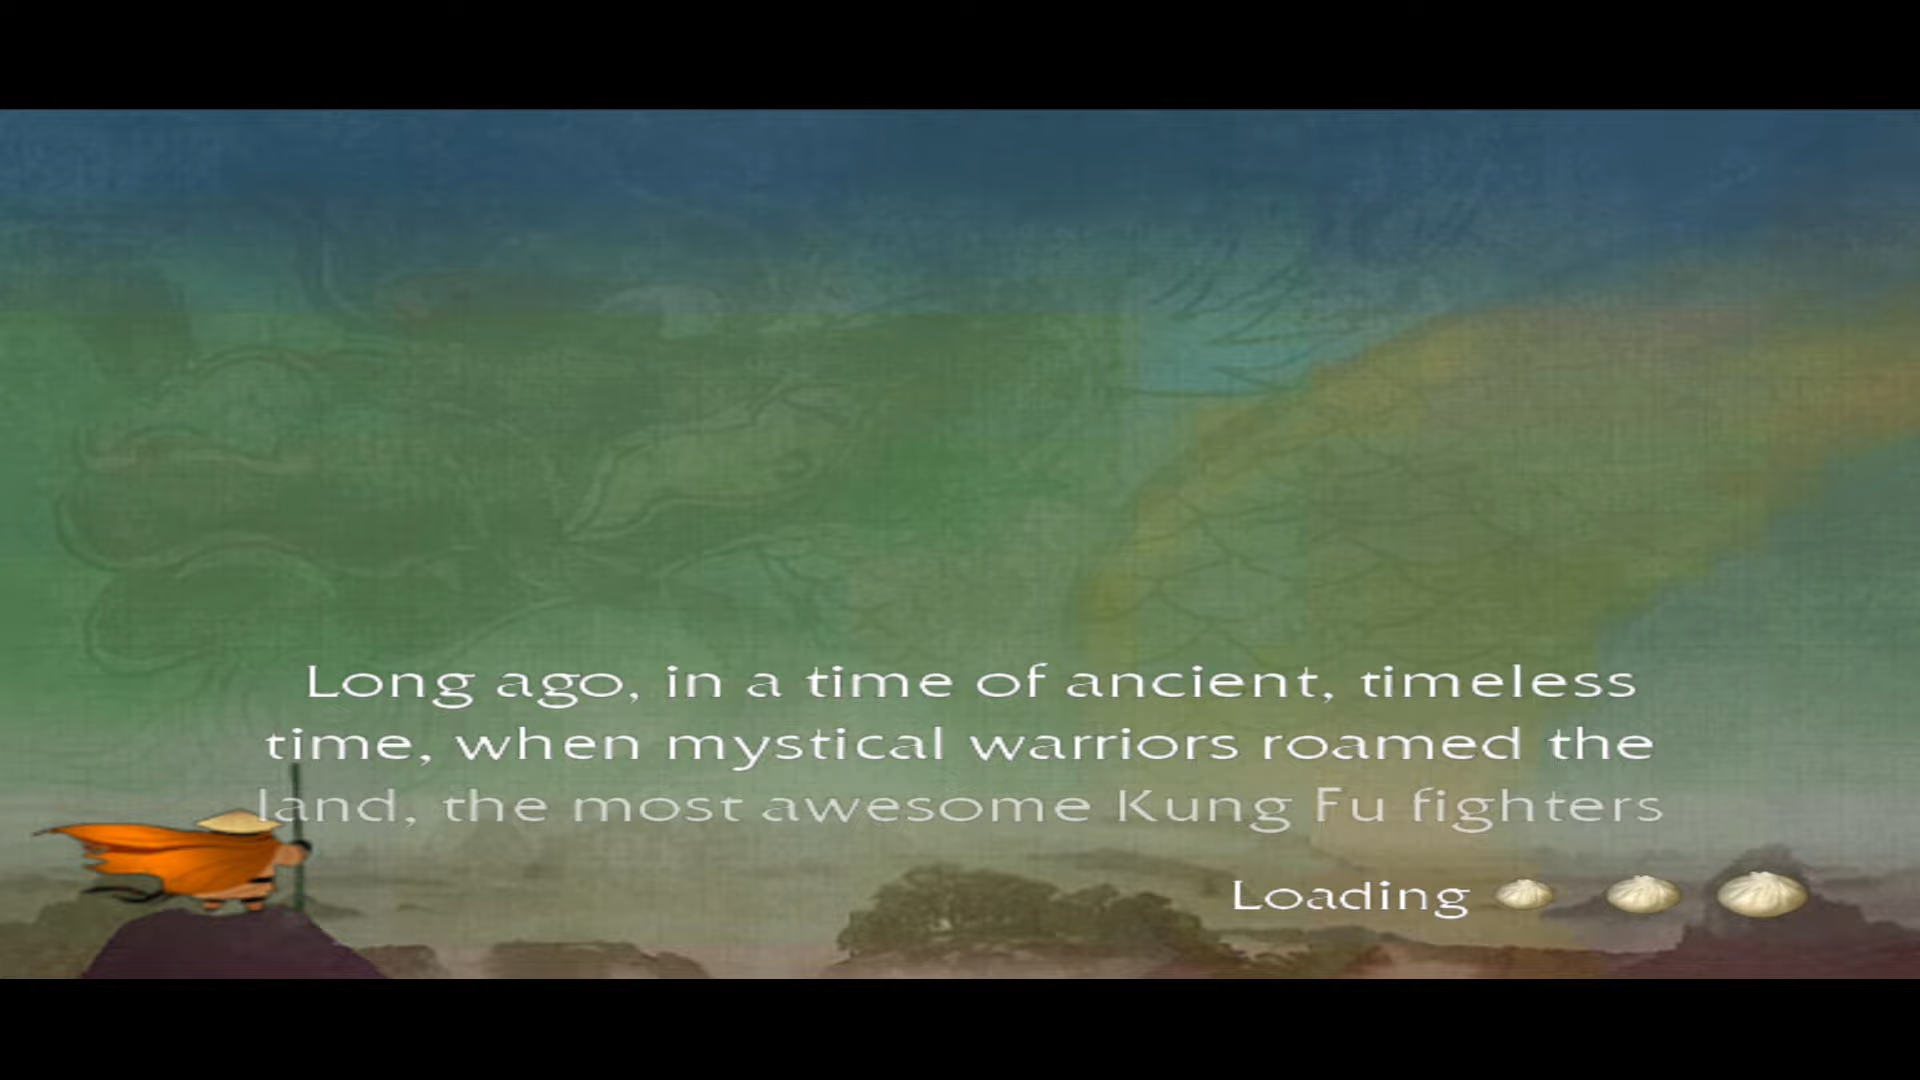 Long ago, in a time of ancient, timeless
time, when mystical warriors roamed the
land, the most awesome Kung Fu fighters
Loading